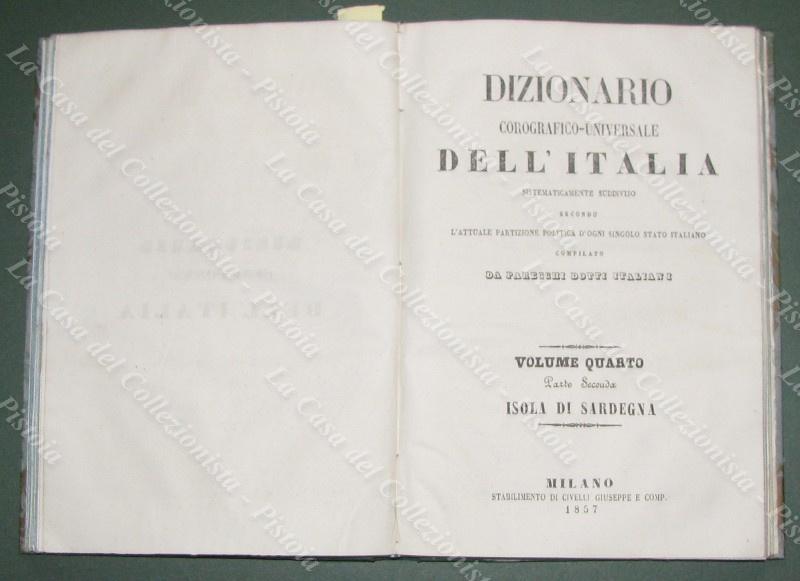 DIZIONARIO
COROGRAFICO-UNIVERSALE
DELL'ITALIA
SISTEMATICAMENTE SUDDIVISO
SECONDO
L'ATTUALE PARTIZIONE POLITICA D'OGNI SINGOLO STATO ITALIANO
COMPILATO
DA PARECCHI DOTTI ITALIANI
VOLUME QUARTO
Parte Seconda
ISOLA DI SARDEGNA
MILANO
STABILIMENTO DI CIVELLI GIUSEPPE E COMP.
1857
La Casa del Collezionista - Pistoia